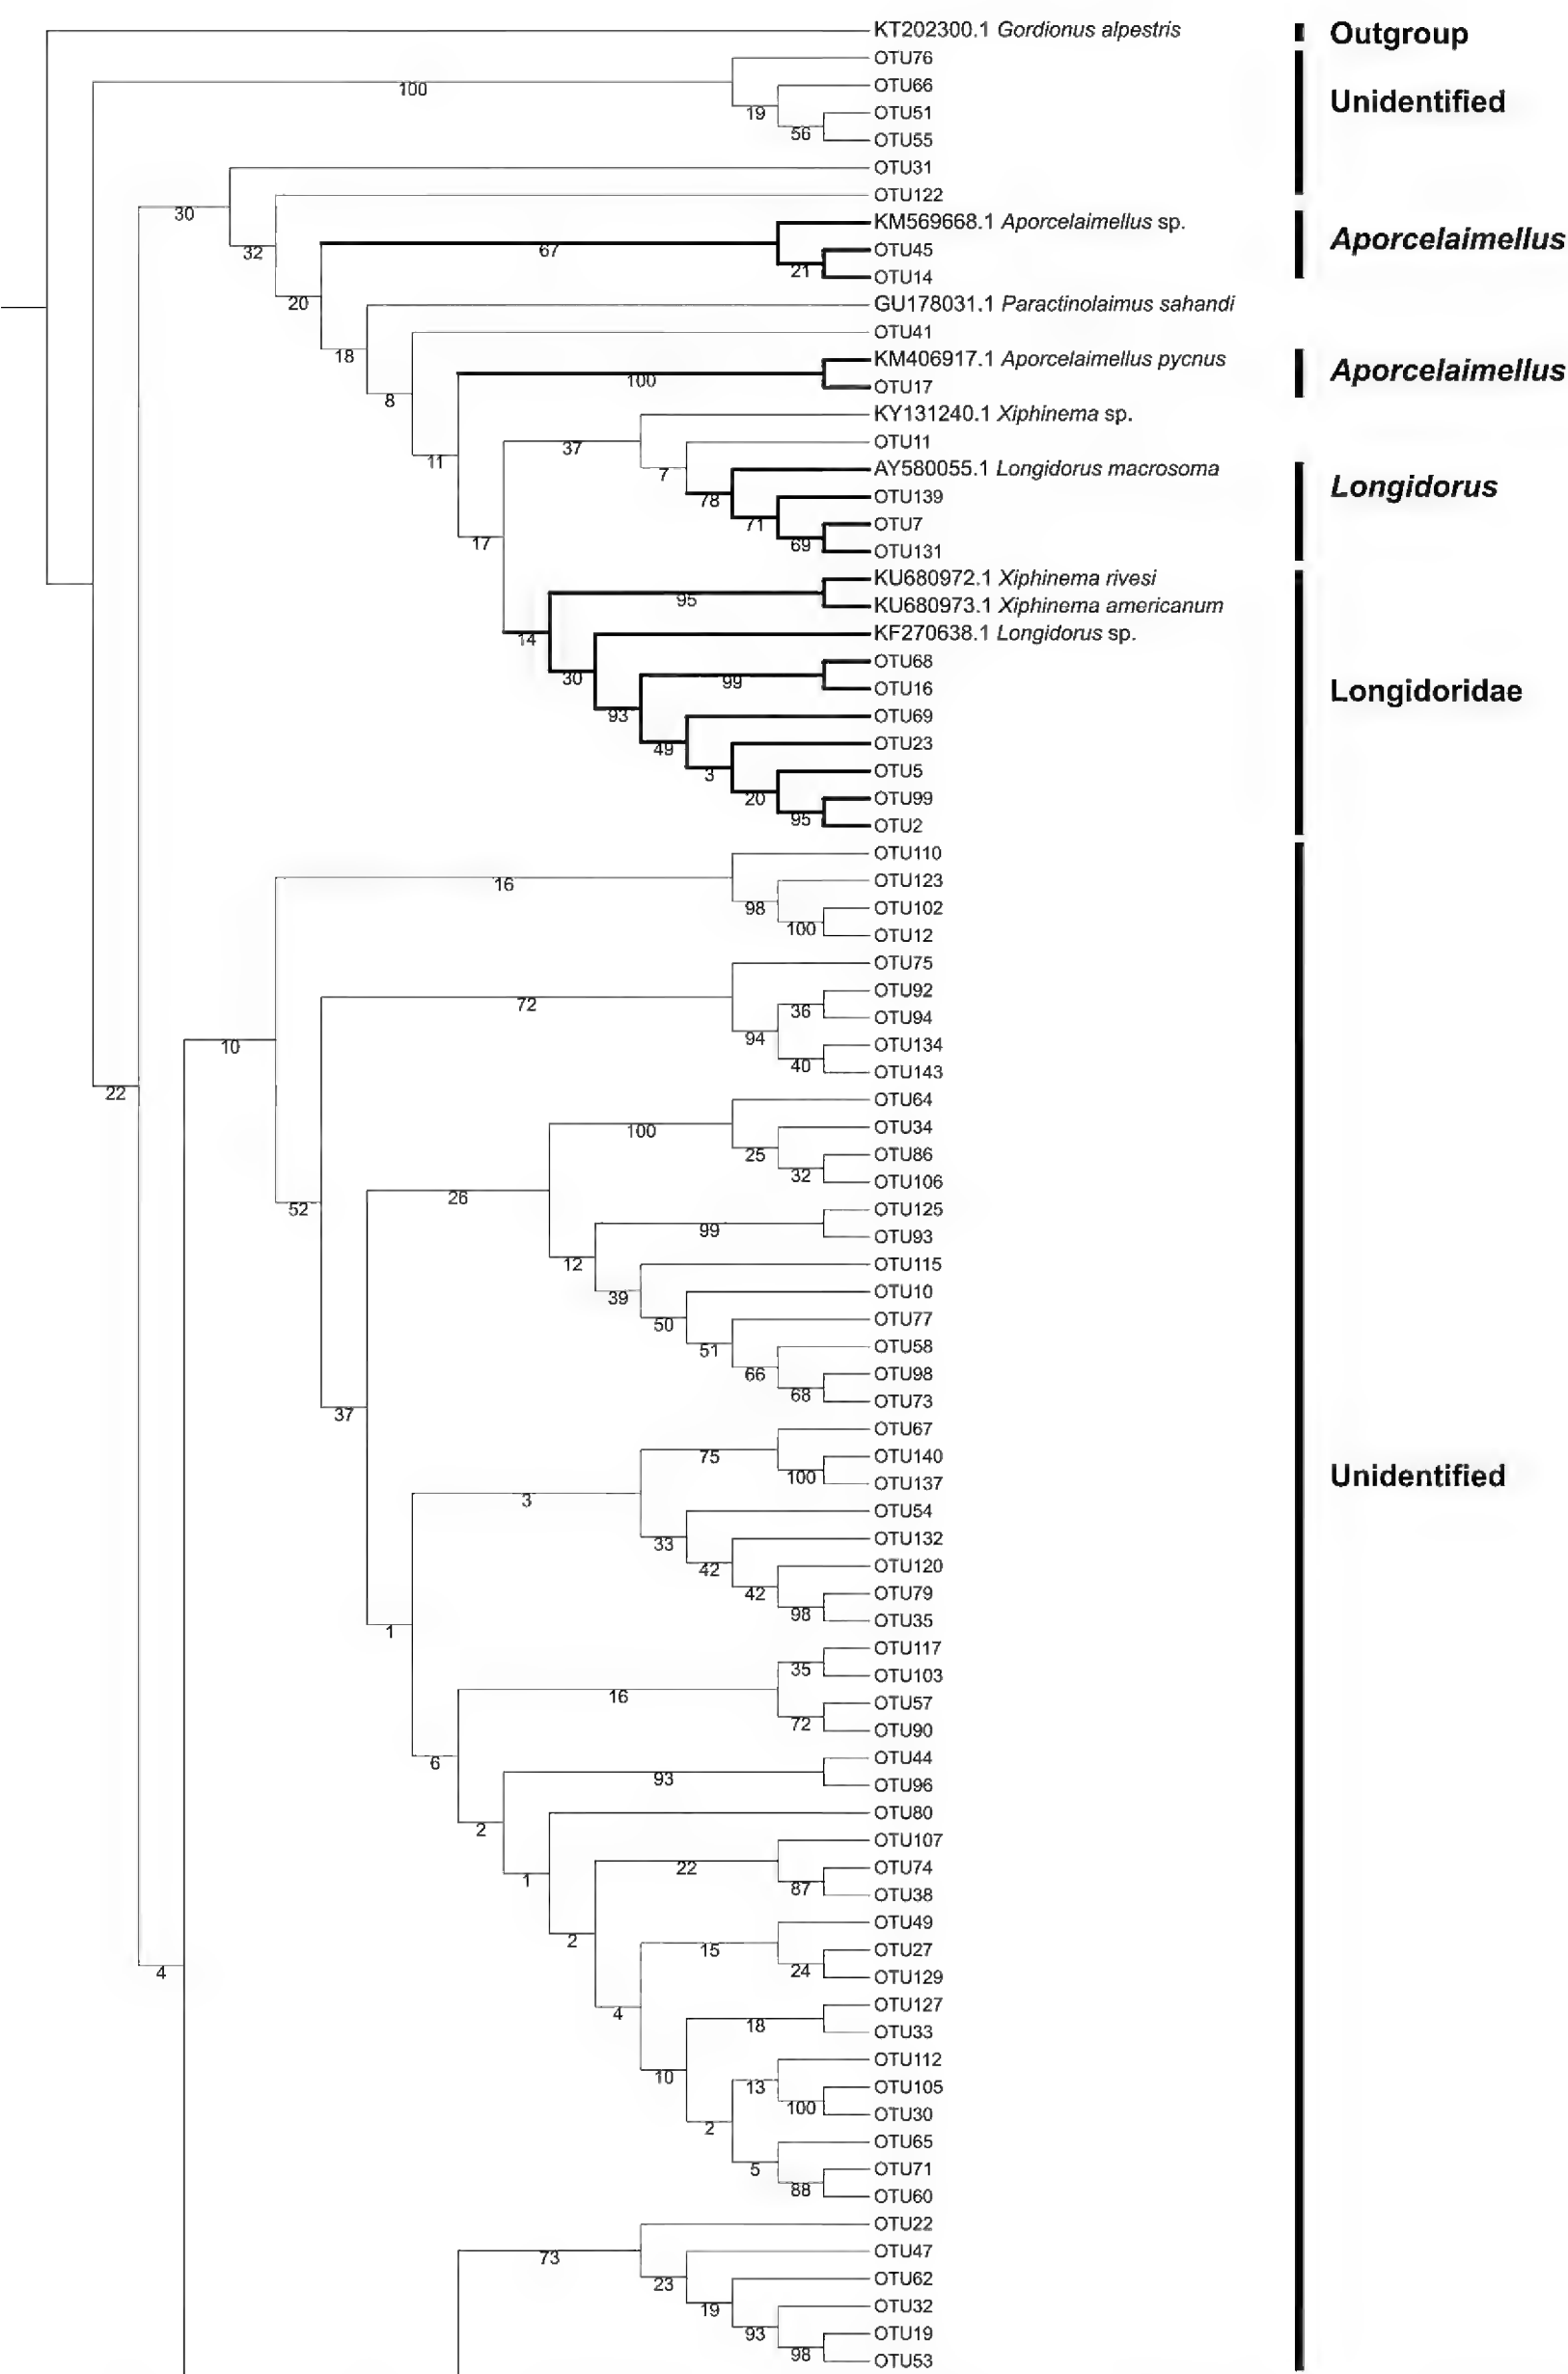 KT202300.1 Gordionus alpestris
Outgroup
OTU76
100
OTU66
Unidentified
19
OTU51
56
OTU55
OTU31
OTU122
30
KM569668.1 Aporcelaimellus sp.
Aporcelaimellus
32
67
OTU45
21
OTU14
20
GU178031.1 Paractinolaimus sahandi
OTU41
18
KM406917.1 Aporcelaimellus pycnus
Aporcelaimellus
100
OTU17
8
KY131240.1 Xiphinema sp.
37
OTU11
11
7
AY580055.1 Longidorus macrosoma
Longidorus
78
OTU139
71
OTU7
17
69
OTU131
KU680972.1 Xiphinema rivesi
95
KU680973.1 Xiphinema americanum
14
KF270638.1 Longidorus sp.
OTU68
30
99
OTU16
Longidoridae
93
OTU69
49
OTU23
3
OTU5
20
OTU99
95
OTU2
OTU110
16
OTU123
98
OTU102
100
OTU12
OTU75
72
OTU92
36
OTU94
94
10
OTU134
40
OTU143
22
OTU64
100
OTU34
25
OTU86
32
OTU106
26
52
OTU125
99
OTU93
12
OTU115
39
OTU10
50
OTU77
51
OTU58
66
OTU98
68
OTU73
37
OTU67
75
OTU140
100
OTU137
Unidentified
3
OTU54
33
OTU132
42
OTU120
42
OTU79
98
OTU35
1
OTU117
35
OTU103
16
OTU57
72
OTU90
6
OTU44
93
OTU96
OTU80
2
OTU107
22
OTU74
1
87
OTU38
OTU49
2
15
OTU27
24
OTU129
4
OTU127
4
18
OTU33
OTU112
10
13
OTU105
100
OTU30
2
OTU65
5
OTU71
88
OTU60
OTU22
73
OTU47
23
OTU62
19
OTU32
93
OTU19
98
OTU53